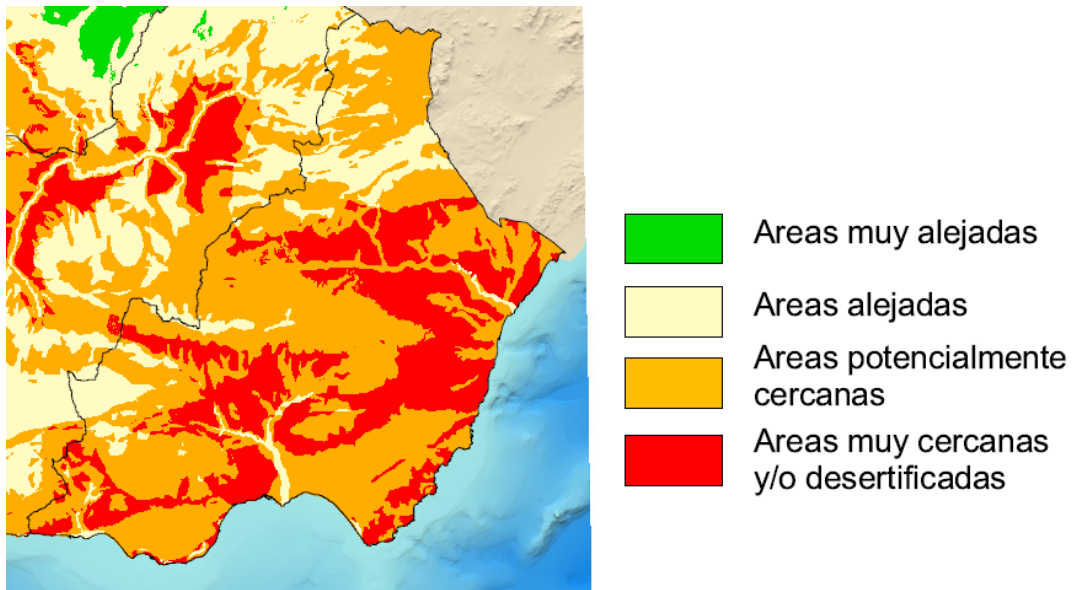 Areas muy alejadas
Areas alejadas
Areas potencialmente
cercanas
Areas muy cercanas
y/o desertificadas